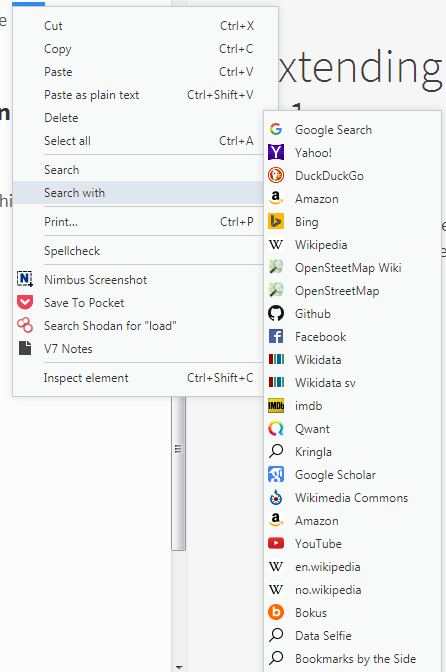 Cut Ctrl+X
Copy Ctrl+C
Paste Ctrl+V
Paste as plain text Ctrl+Shift+V
Delete
Select all Ctrl+A
Search
Search with
Print... Ctrl+P
Spellcheck
Nimbus Screenshot
Save To Pocket
Search Shodan for "load"
V7 Notes
Inspect element Ctrl+Shift+C
xtending
Google Search
Yahoo!
DuckDuckGo
Amazon
Bing
Wikipedia
OpenSteetMap Wiki
OpenStreetMap
Github
Facebook
Wikidata
Wikidata sv
imdb
Qwant
Kringla
Google Scholar
Wikimedia Commons
Amazon
YouTube
en.wikipedia
no.wikipedia
Bokus
Data Selfie
Bookmarks by the Side